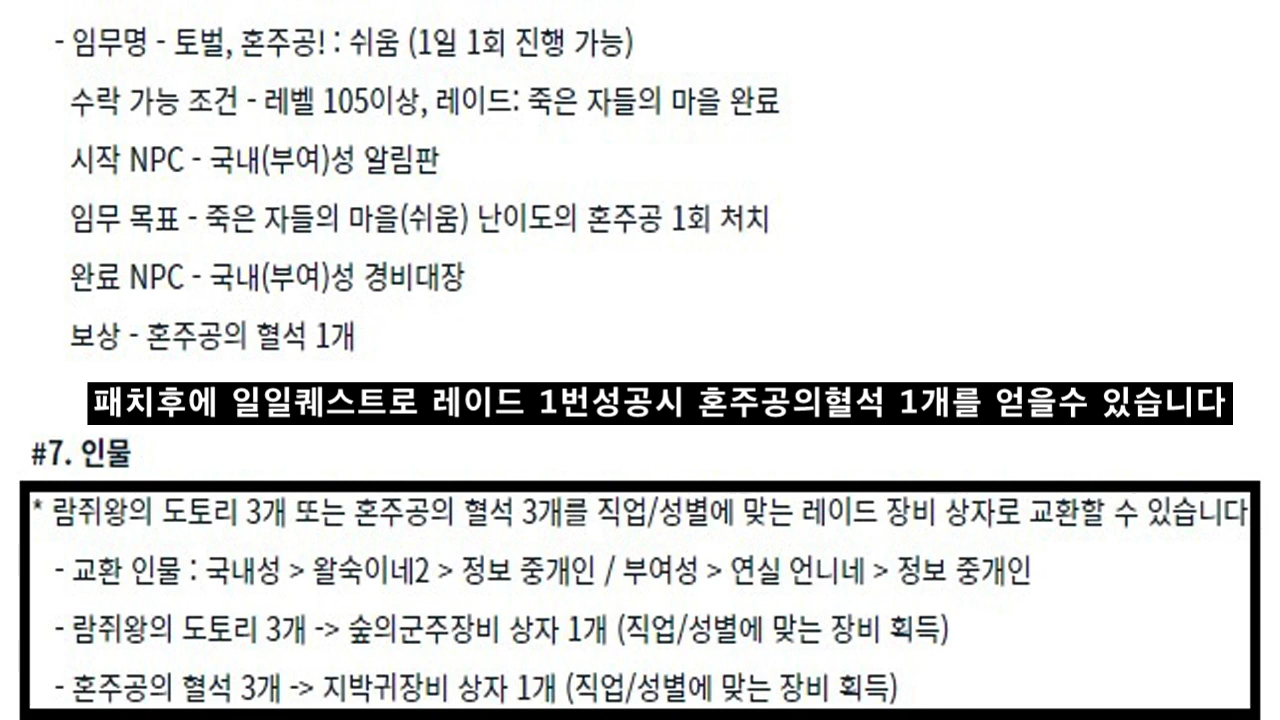 - 임무명 - 토벌, 혼주공! : 쉬움 (1일 1회 진행 가능)
수락 가능 조건 - 레벨 105이상, 레이드: 죽은 자들의 마을 완료
시작 NPC - 국내(부여)성 알림판
임무 목표 - 죽은 자들의 마을(쉬움) 난이도의 혼주공 1회 처치
완료 NPC - 국내(부여)성 경비대장
보상 - 혼주공의 혈석 1개
패치후에 일일퀘스트로 레이드 1번성공시 혼주공의혈석 1개를 얻을수 있습니다
#7. 인물
* 람쥐왕의 도토리 3개 또는 혼주공의 혈석 3개를 직업/성별에 맞는 레이드 장비 상자로 교환할 수 있습니다
- 교환 인물 : 국내성 > 왈숙이네2 > 정보 중개인 / 부여성 > 연실 언니네 > 정보 중개인
- 람쥐왕의 도토리 3개 -> 숲의군주장비 상자 1개 (직업/성별에 맞는 장비 획득)
- 혼주공의 혈석 3개 -> 지박귀장비 상자 1개 (직업/성별에 맞는 장비 획득)